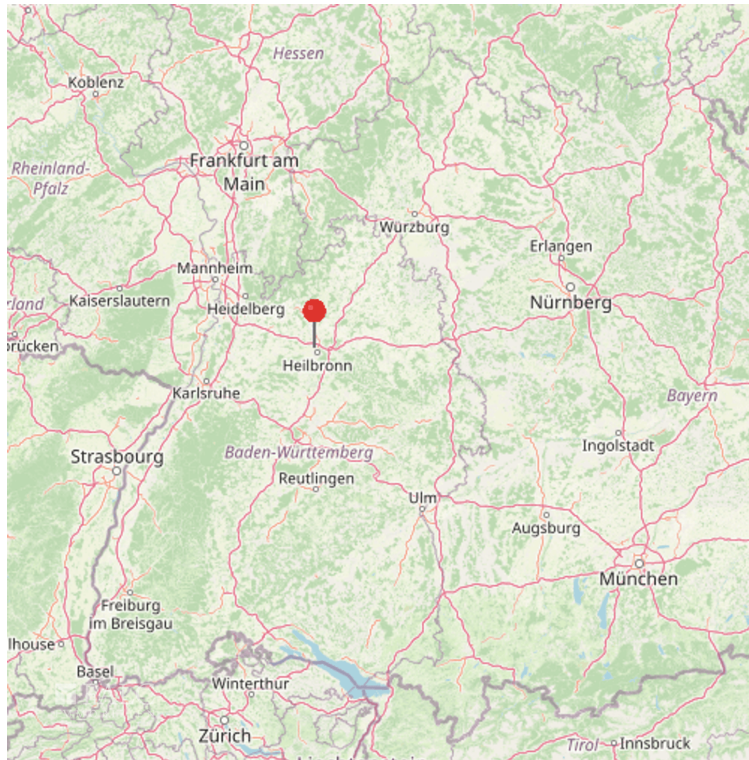 Hessen
Koblenz
Frankfurt am
Main
Rheinland-
Pfalz
Würzburg
Erlangen
Mannheim
Kaiserslautern
rland
Heidelberg
Nürnberg
brücken
Heilbronn
Karlsruhe
Bayern
Ingolstadt
Strasbourg
Baden-Württemberg
Reutlingen
Ulm
Augsburg
München
Freiburg
im Breisgau
lhouse
Basel
Winterthur
Zürich
Tirol
Innsbruck